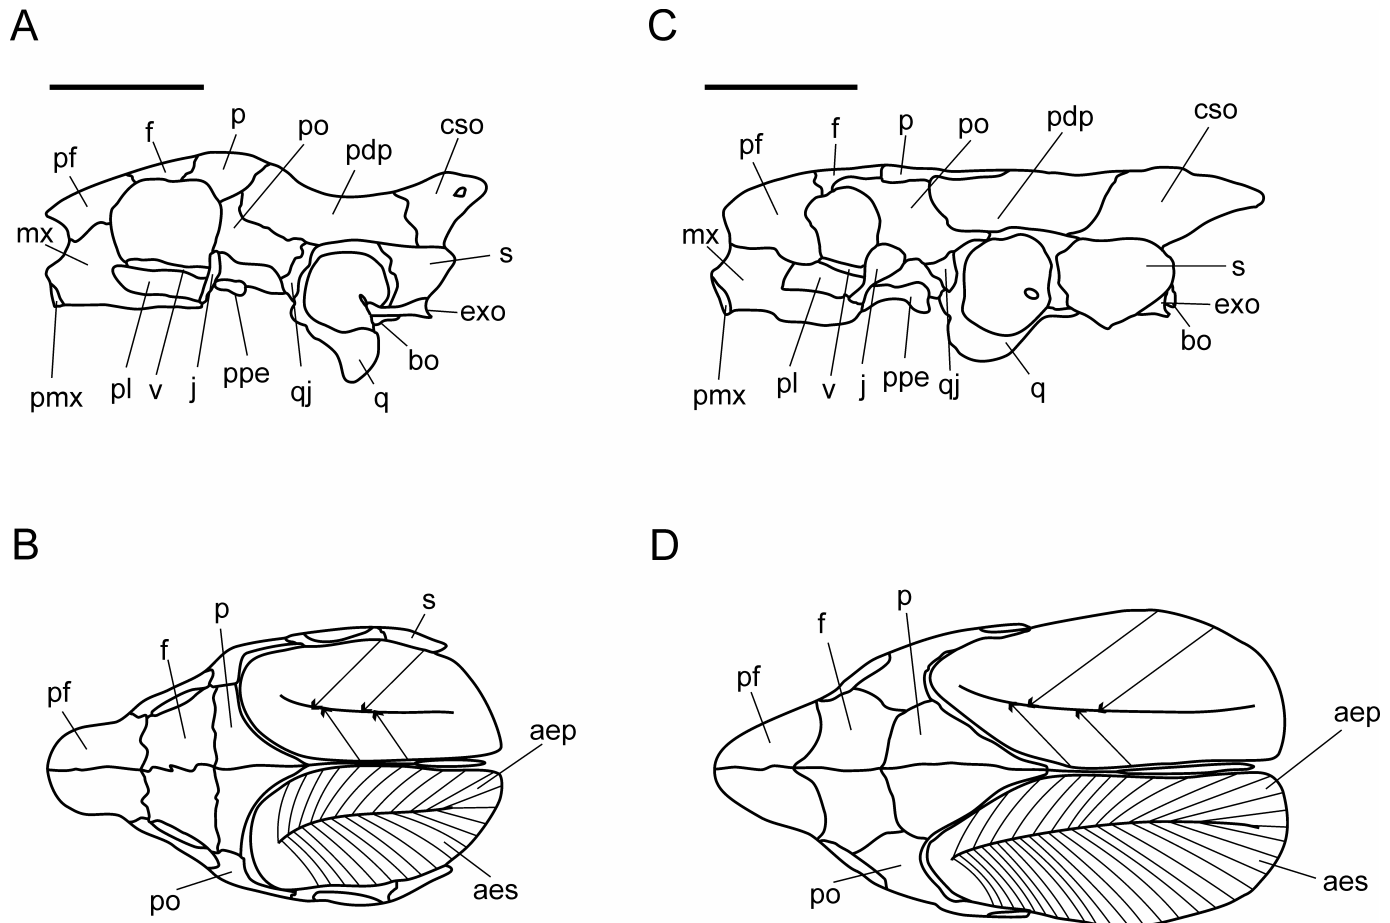 A
pf
f
p
po
pdp
cso
mx
s
exo
bo
pmx
pl
v
j
ppe
qj
q
C
pf
f
p
po
pdp
cso
mx
s
exo
bo
pmx
pl
v
j
ppe
qj
q
B
pf
f
p
s
aep
aes
po
D
pf
f
p
aep
aes
po